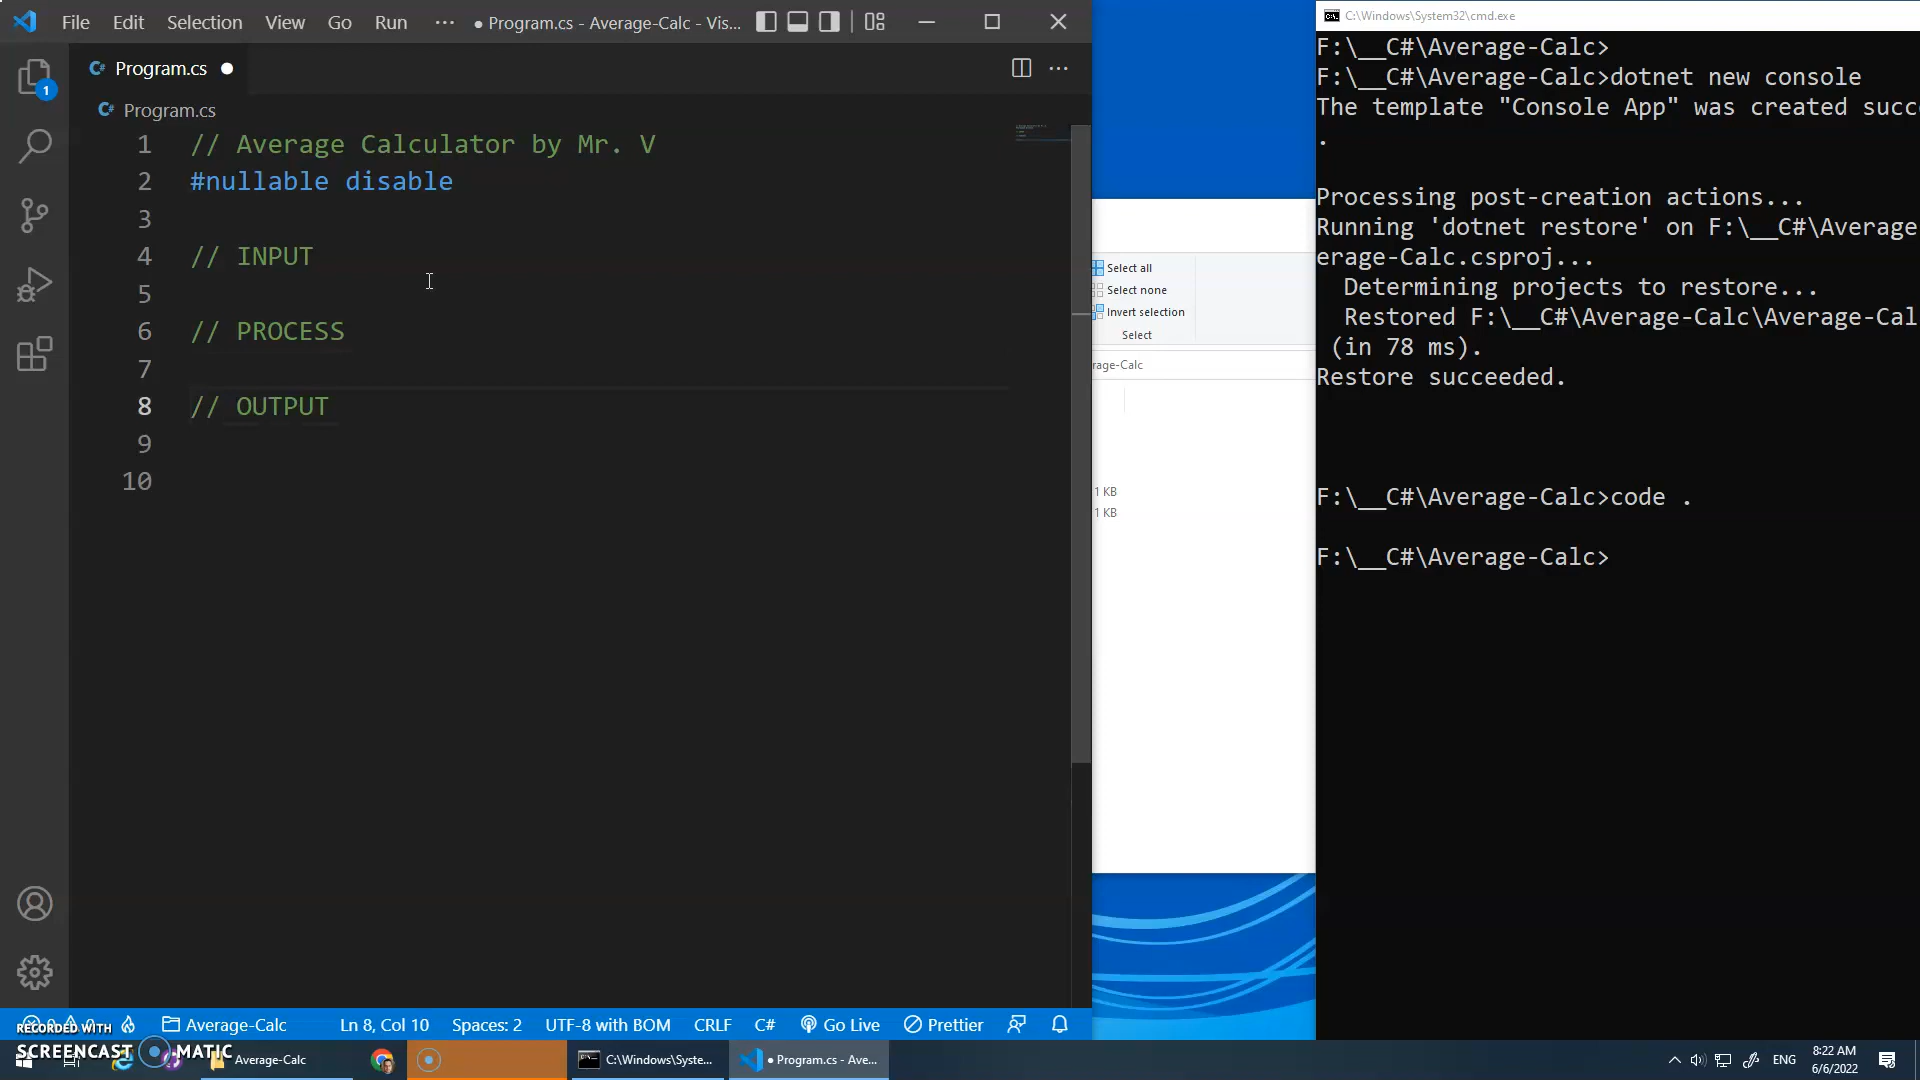 File Edit Selection View Go Run ··· ● Program.cs - Average-Calc - Vis...
C# Program.cs ●
C# Program.cs
1 // Average Calculator by Mr. V
2 #nullable disable
3
4 // INPUT
5
6 // PROCESS
7
8 // OUTPUT
9
10
1
Ln 8, Col 10 Spaces: 2 UTF-8 with BOM CRLF C# Go Live Prettier
Average-Calc
Select all
Select none
Invert selection
Select
rage-Calc
1 KB
1 KB
C:\Windows\System32\cmd.exe
F:\__C#\Average-Calc>
F:\__C#\Average-Calc>dotnet new console
The template "Console App" was created succ
.
Processing post-creation actions...
Running 'dotnet restore' on F:\__C#\Average
erage-Calc.csproj...
Determining projects to restore...
Restored F:\__C#\Average-Calc\Average-Cal
(in 78 ms).
Restore succeeded.
F:\__C#\Average-Calc>code .
F:\__C#\Average-Calc>
RECORDED WITH
SCREENCAST MATIC
Average-Calc
C:\Windows\Syste...
● Program.cs - Ave...
ENG
8:22 AM
6/6/2022